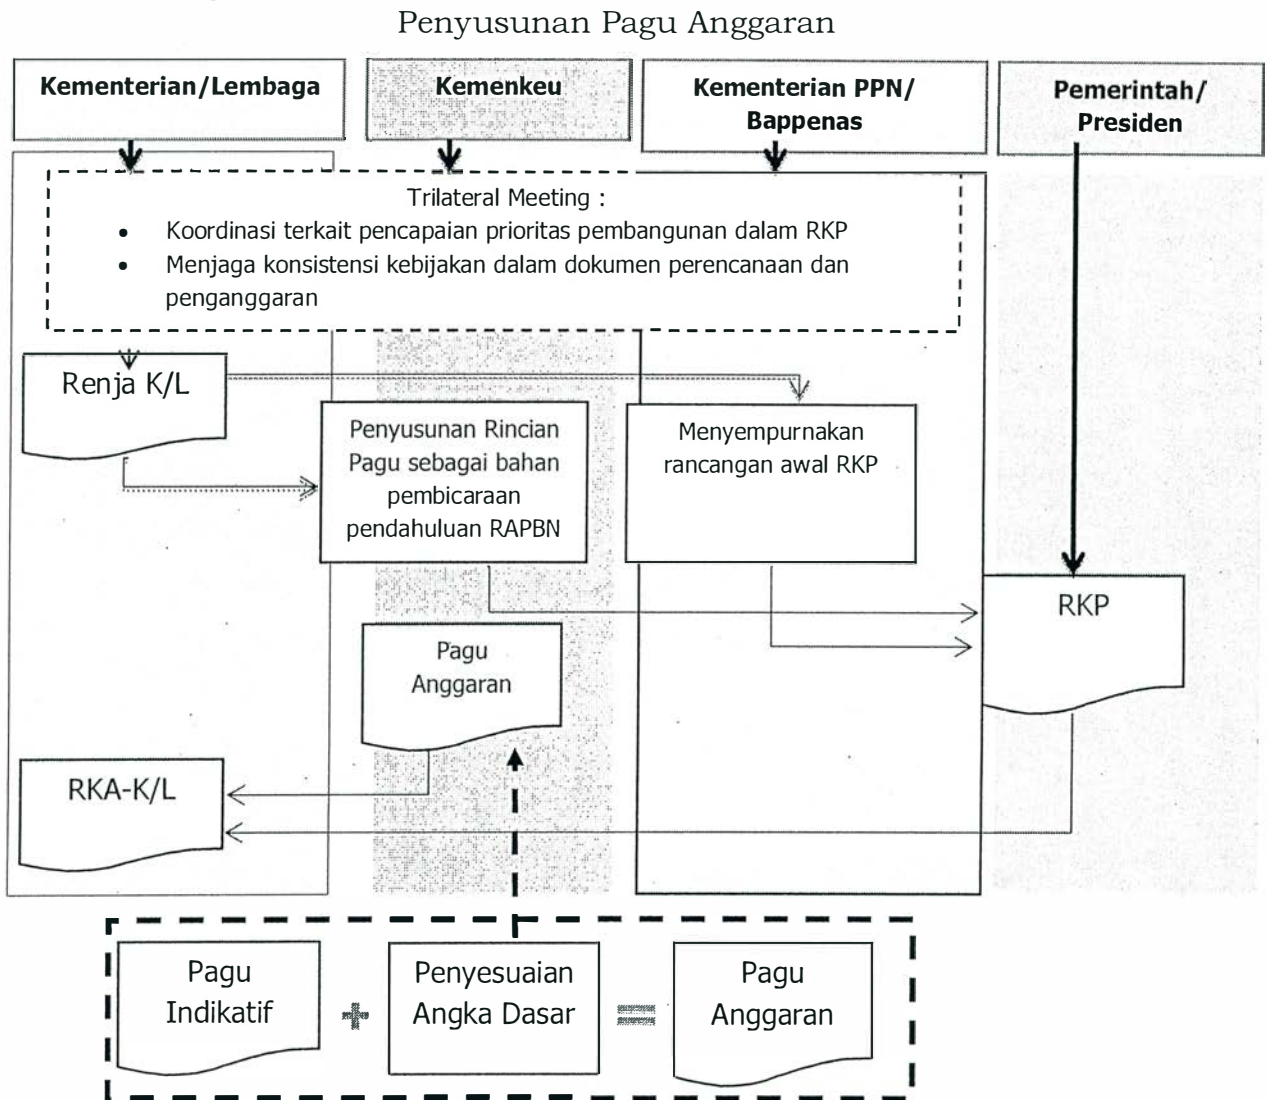 Penyusunan Pagu Anggaran
Kementerian/Lembaga
Kemenkeu
Kementerian PPN/
Bappenas
Pemerintah/
Presiden
Trilateral Meeting :
• Koordinasi terkait pencapaian prioritas pembangunan dalam RKP
• Menjaga konsistensi kebijakan dalam dokumen perencanaan dan
penganggaran
Renja K/L
Penyusunan Rincian
Pagu sebagai bahan
pembicaraan
pendahuluan RAPBN
Menyempurnakan
rancangan awal RKP
RKP
Pagu
Anggaran
RKA-K/L
Pagu
Indikatif
+
Penyesuaian
Angka Dasar
=
Pagu
Anggaran